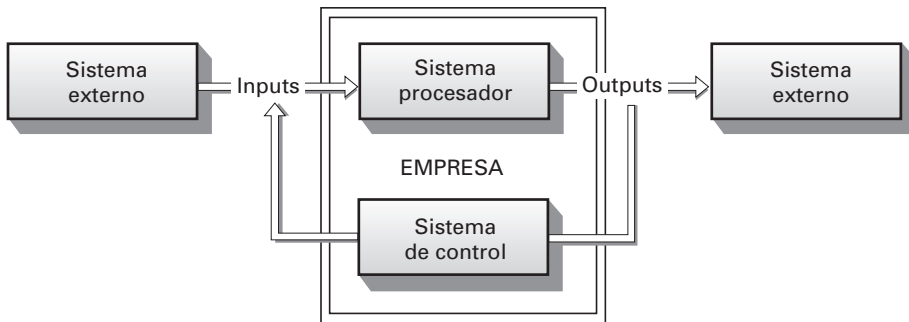 Sistema
externo
Inputs
Sistema
procesador
Outputs
Sistema
externo
EMPRESA
Sistema
de control